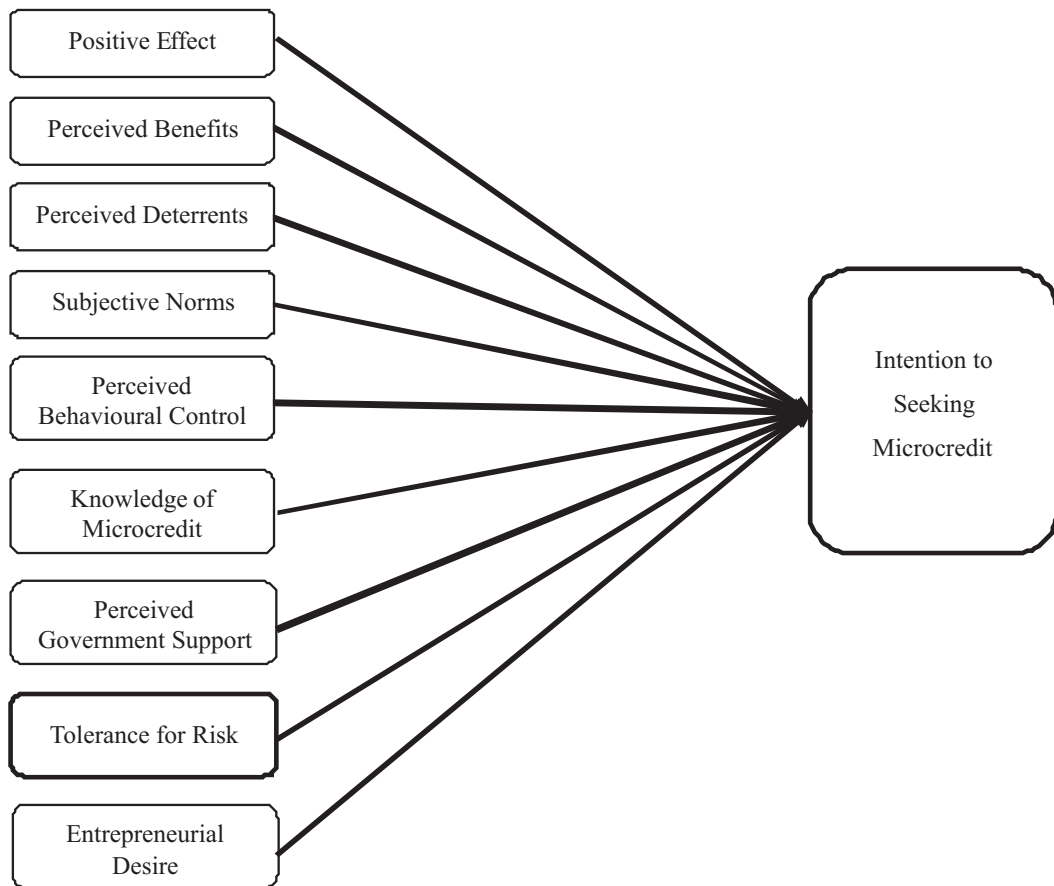 Positive Effect
Perceived Benefits
Perceived Deterrents
Subjective Norms
Perceived
Behavioural Control
Knowledge of
Microcredit
Perceived
Government Support
Tolerance for Risk
Entrepreneurial
Desire
Intention to
Seeking
Microcredit